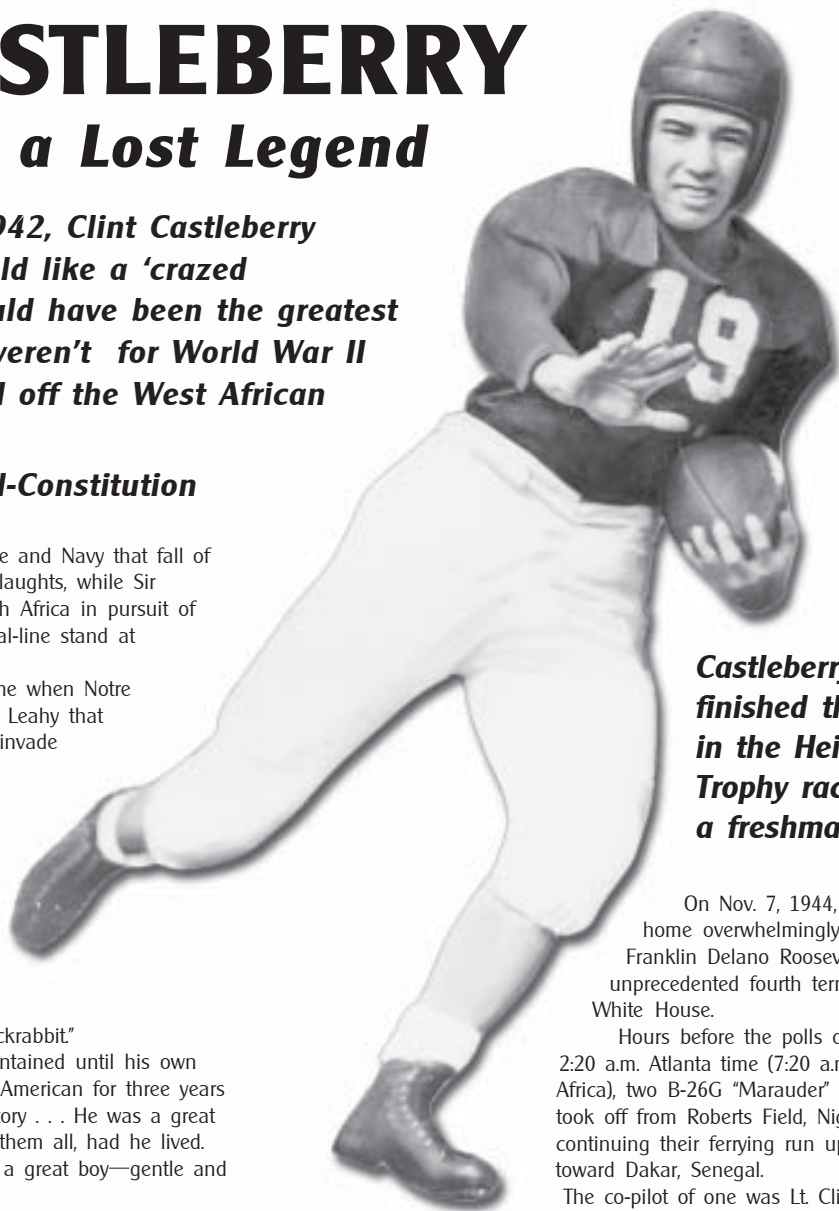 STLEBERRY
a Lost Legend
942, Clint Castleberry
ld like a ‘crazed
uld have been the greatest
weren't for World War II
d off the West African
l-Constitution
19
e and Navy that fall of
laughts, while Sir
h Africa in pursuit of
al-line stand at
me when Notre
Leahy that
invade
Castleberry
finished th
in the Hei
Trophy rac
a freshma
ckrabbit.”
ntained until his own
American for three years
tory . . . He was a great
them all, had he lived.
a great boy—gentle and
On Nov. 7, 1944,
home overwhelmingly
Franklin Delano Roosev
unprecedented fourth term
White House.
Hours before the polls o
2:20 a.m. Atlanta time (7:20 a.m
Africa), two B-26G “Marauder”
took off from Roberts Field, Nig
continuing their ferrying run up
toward Dakar, Senegal.
The co-pilot of one was Lt. Cli